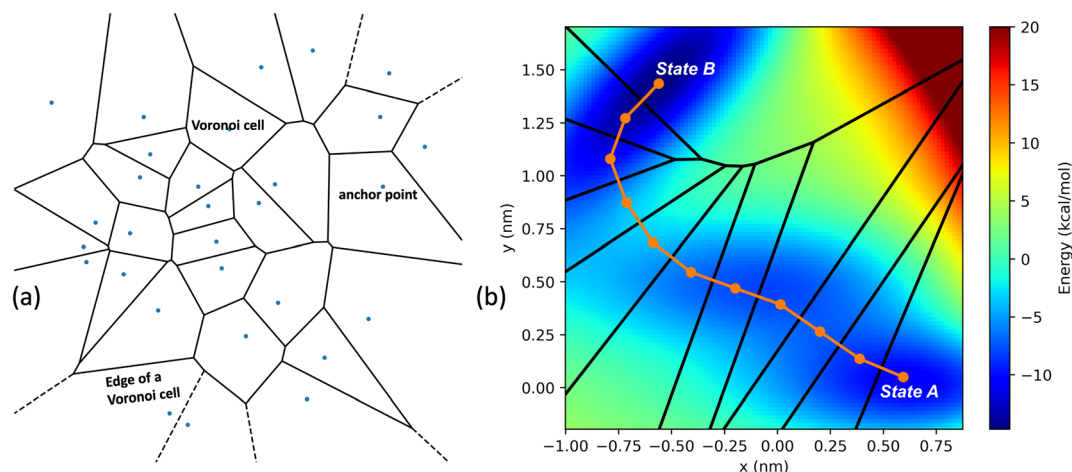 Voronoi cell
anchor point
(a)
Edge of a
Voronoi cell
(b)
State B
State A
y (nm)
1.50
1.25
1.00
0.75
0.50
0.25
0.00
−1.00 −0.75 −0.50 −0.25 0.00 0.25 0.50 0.75
x (nm)
20
15
10
5
0
−5
−10
Energy (kcal/mol)